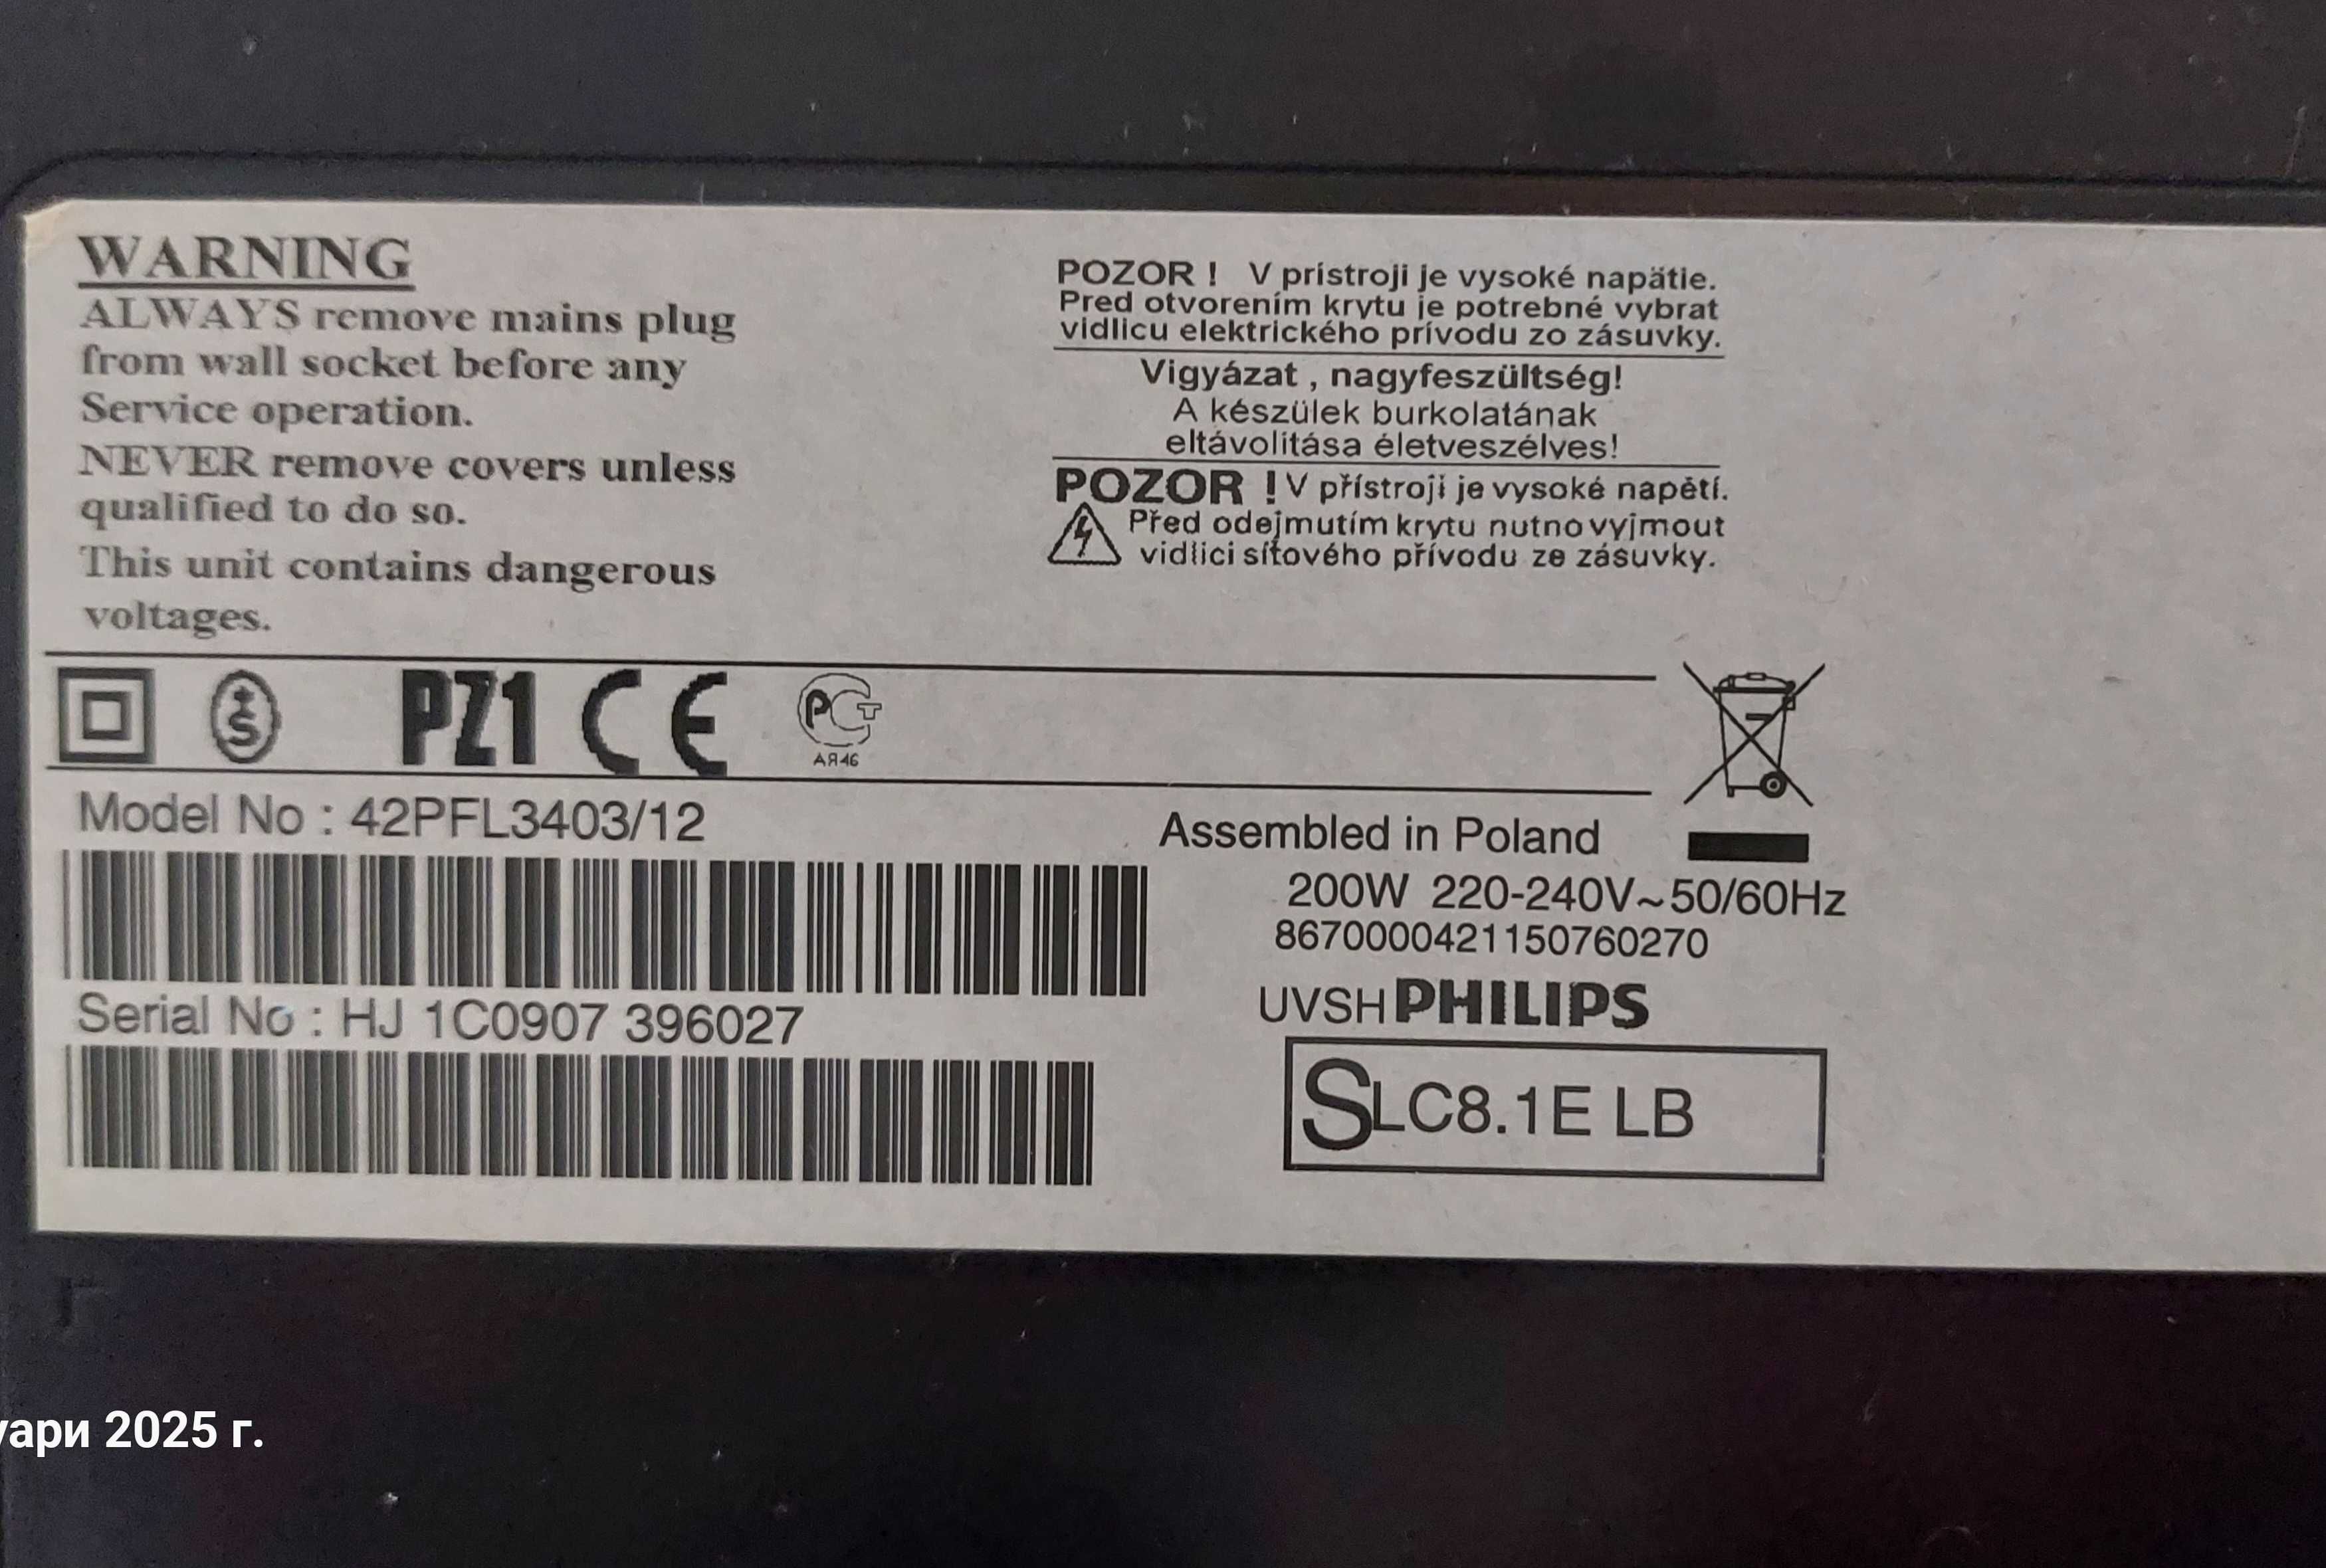 WARNING
ALWAYS remove mains plug
from wall socket before any
Service operation.
NEVER remove covers unless
qualified to do so.
This unit contains dangerous
voltages.
POZOR ! V prístroji je vysoké napätie.
Pred otvorením krytu je potrebné vybrat
vidlicu elektrického prívodu zo zásuvky.
Vigyázat , nagyfeszültség!
A készülek burkolatának
eltávolitása életveszélyes!
POZOR ! V přístroji je vysoké napětí.
Před odejmutím krytu nutno vyjmout
vidlici síťového přívodu ze zásuvky.
PZ1 CE PCT
АЯ46
Model No : 42PFL3403/12
Serial No : HJ 1C0907 396027
Assembled in Poland
200W 220-240V~50/60Hz
8670000421150760270
UVSH PHILIPS
SLC8.1E LB
уари 2025 г.